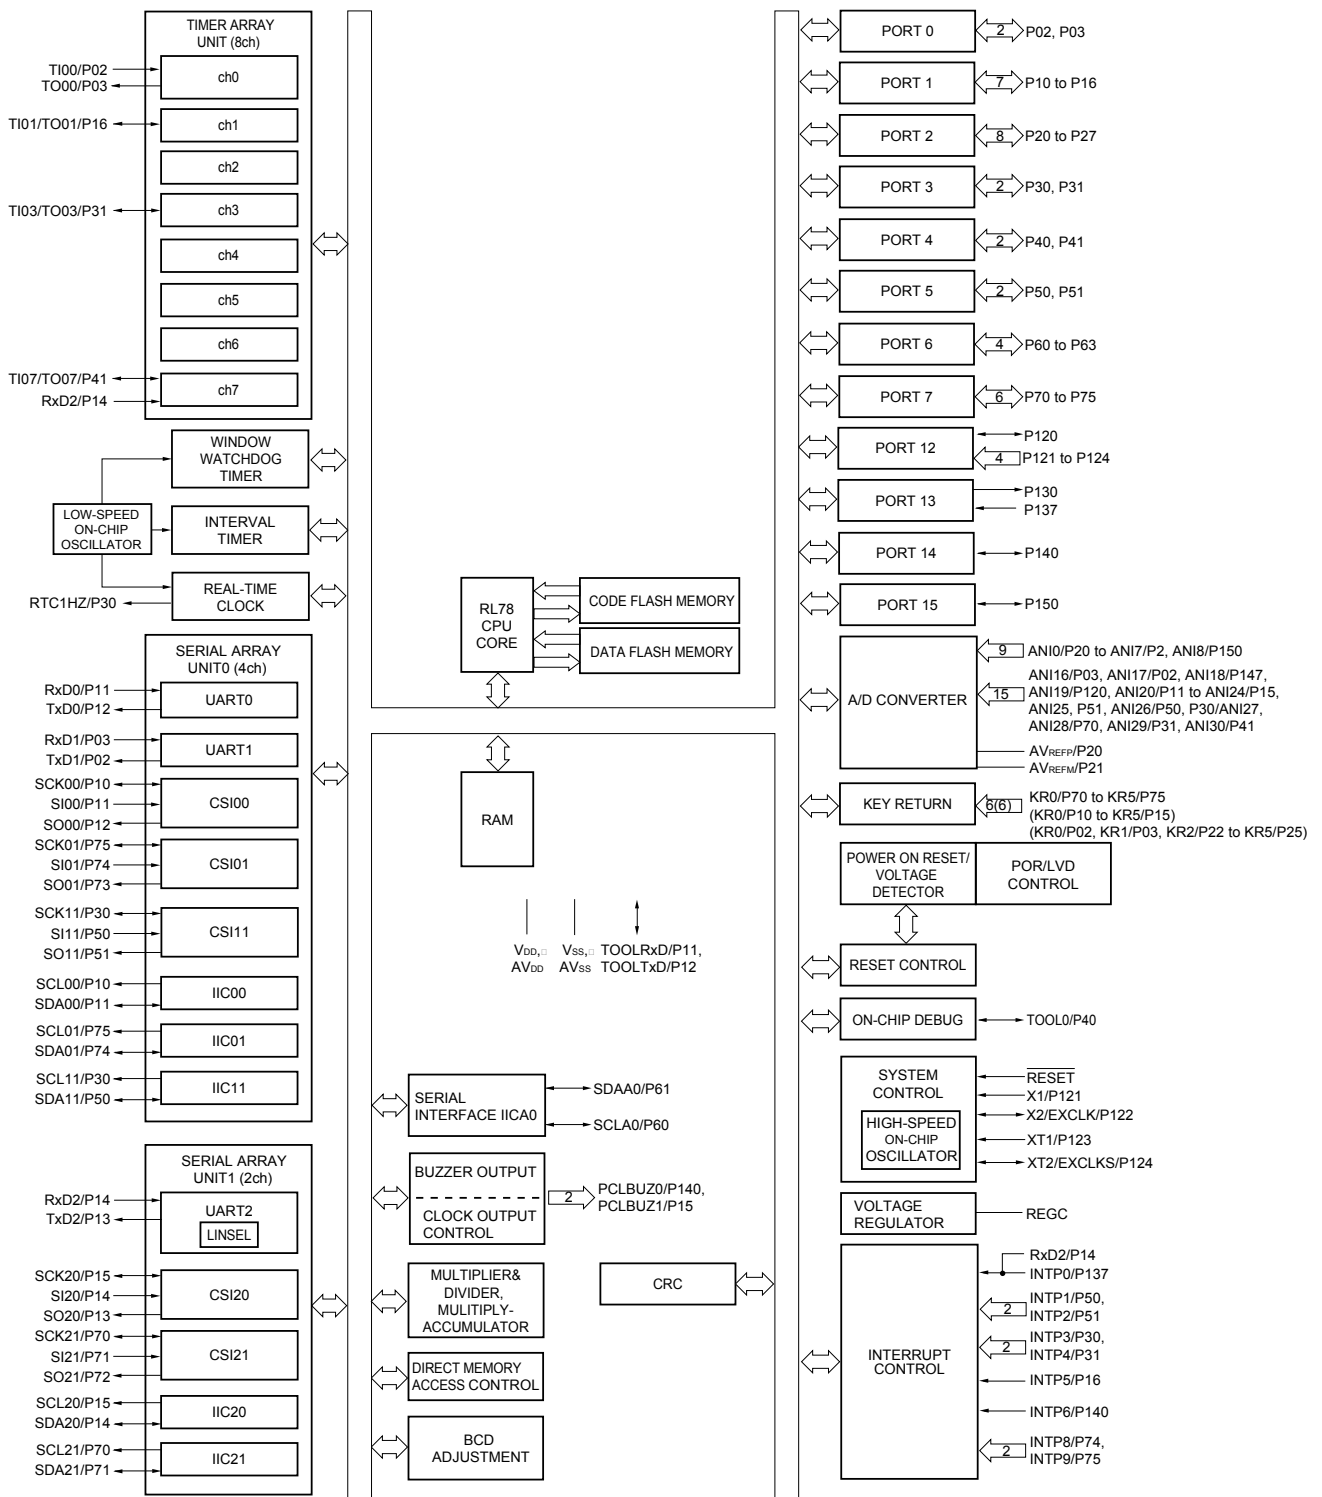 TIMER ARRAY
UNIT (8ch)
TI00/P02
TO00/P03
ch0
TI01/TO01/P16
ch1
ch2
TI03/TO03/P31
ch3
ch4
ch5
ch6
TI07/TO07/P41
RxD2/P14
ch7
WINDOW
WATCHDOG
TIMER
LOW-SPEED
ON-CHIP
OSCILLATOR
INTERVAL
TIMER
REAL-TIME
CLOCK
RTC1HZ/P30
SERIAL ARRAY
UNIT0 (4ch)
RxD0/P11
TxD0/P12
UART0
RxD1/P03
TxD1/P02
UART1
SCK00/P10
SI00/P11
SO00/P12
CSI00
SCK01/P75
SI01/P74
SO01/P73
CSI01
SCK11/P30
SI11/P50
SO11/P51
CSI11
SCL00/P10
SDA00/P11
IIC00
SCL01/P75
SDA01/P74
IIC01
SCL11/P30
SDA11/P50
IIC11
SERIAL ARRAY
UNIT1 (2ch)
RxD2/P14
TxD2/P13
UART2
LINSEL
SCK20/P15
SI20/P14
SO20/P13
CSI20
SCK21/P70
SI21/P71
SO21/P72
CSI21
SCL20/P15
SDA20/P14
IIC20
SCL21/P70
SDA21/P71
IIC21
RL78
CPU
CORE
CODE FLASH MEMORY
DATA FLASH MEMORY
RAM
VDD, VSS, TOOLRxD/P11,
AVDD AVSS TOOLTxD/P12
SERIAL
INTERFACE IICA0
SDAA0/P61
SCLA0/P60
BUZZER OUTPUT
CLOCK OUTPUT
CONTROL
2
PCLBUZ0/P140,
PCLBUZ1/P15
MULTIPLIER&
DIVIDER,
MULITIPLY-
ACCUMULATOR
DIRECT MEMORY
ACCESS CONTROL
BCD
ADJUSTMENT
CRC
PORT 0 2 P02, P03
PORT 1 7 P10 to P16
PORT 2 8 P20 to P27
PORT 3 2 P30, P31
PORT 4 2 P40, P41
PORT 5 2 P50, P51
PORT 6 4 P60 to P63
PORT 7 6 P70 to P75
PORT 12
P120
4 P121 to P124
PORT 13
P130
P137
PORT 14 P140
PORT 15 P150
A/D CONVERTER
9 ANI0/P20 to ANI7/P2, ANI8/P150
ANI16/P03, ANI17/P02, ANI18/P147,
15 ANI19/P120, ANI20/P11 to ANI24/P15,
ANI25, P51, ANI26/P50, P30/ANI27,
ANI28/P70, ANI29/P31, ANI30/P41
AVREFP/P20
AVREFM/P21
KEY RETURN 6(6) KR0/P70 to KR5/P75
(KR0/P10 to KR5/P15)
(KR0/P02, KR1/P03, KR2/P22 to KR5/P25)
POWER ON RESET/
VOLTAGE
DETECTOR
POR/LVD
CONTROL
RESET CONTROL
ON-CHIP DEBUG TOOL0/P40
SYSTEM
CONTROL
HIGH-SPEED
ON-CHIP
OSCILLATOR
RESET
X1/P121
X2/EXCLK/P122
XT1/P123
XT2/EXCLKS/P124
VOLTAGE
REGULATOR
REGC
INTERRUPT
CONTROL
RxD2/P14
INTP0/P137
2 INTP1/P50,
INTP2/P51
2 INTP3/P30,
INTP4/P31
INTP5/P16
INTP6/P140
2 INTP8/P74,
INTP9/P75